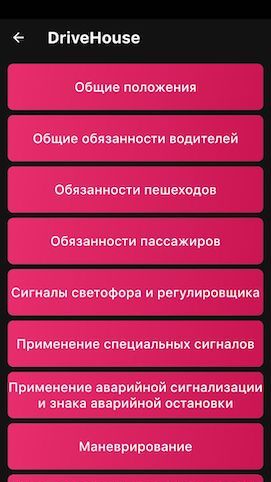 DriveHouse
Общие положения
Общие обязанности водителей
Обязанности пешеходов
Обязанности пассажиров
Сигналы светофора и регулировщика
Применение специальных сигналов
Применение аварийной сигнализации
и знака аварийной остановки
Маневрирование